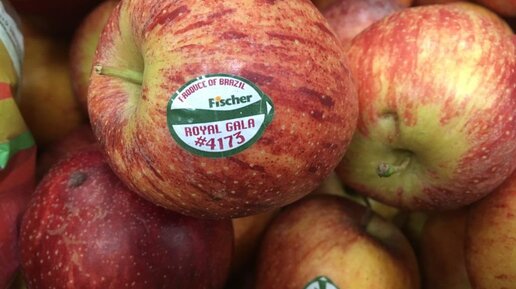 PRODUCE OF BRAZIL
Fischer
ROYAL GALA
#4173